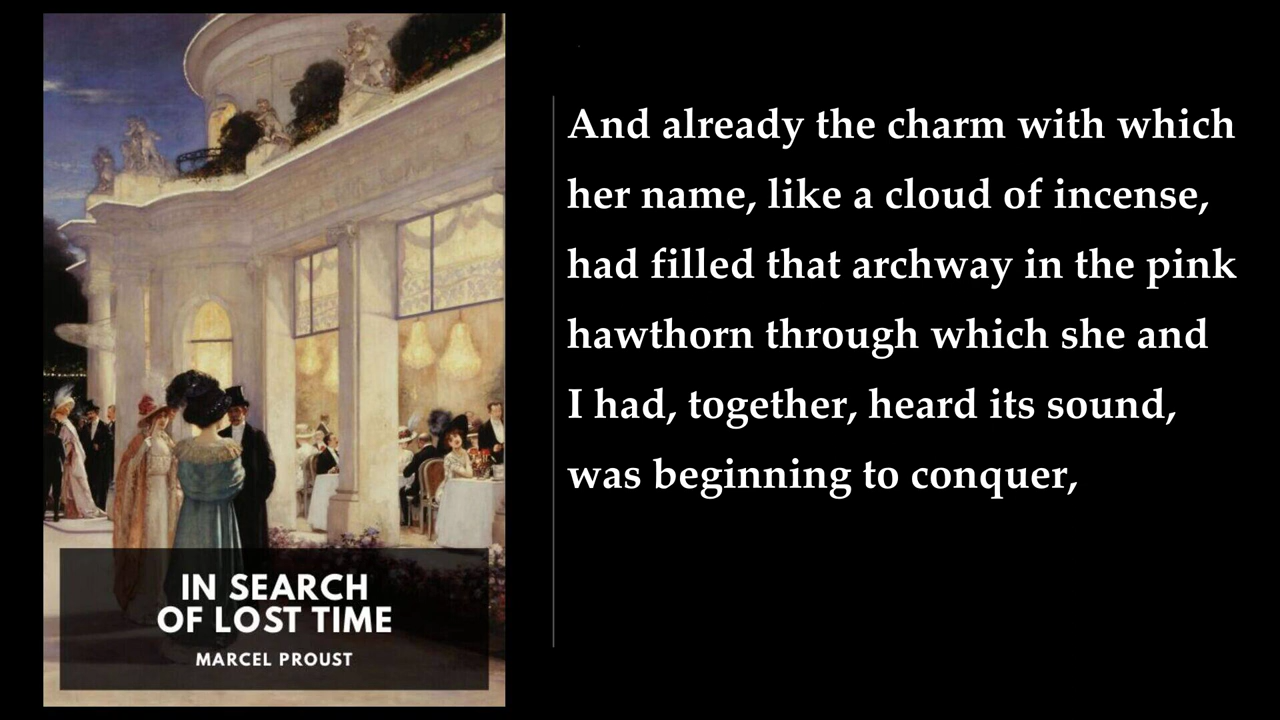 IN SEARCH
OF LOST TIME
MARCEL PROUST
And already the charm with which
her name, like a cloud of incense,
had filled that archway in the pink
hawthorn through which she and
I had, together, heard its sound,
was beginning to conquer,